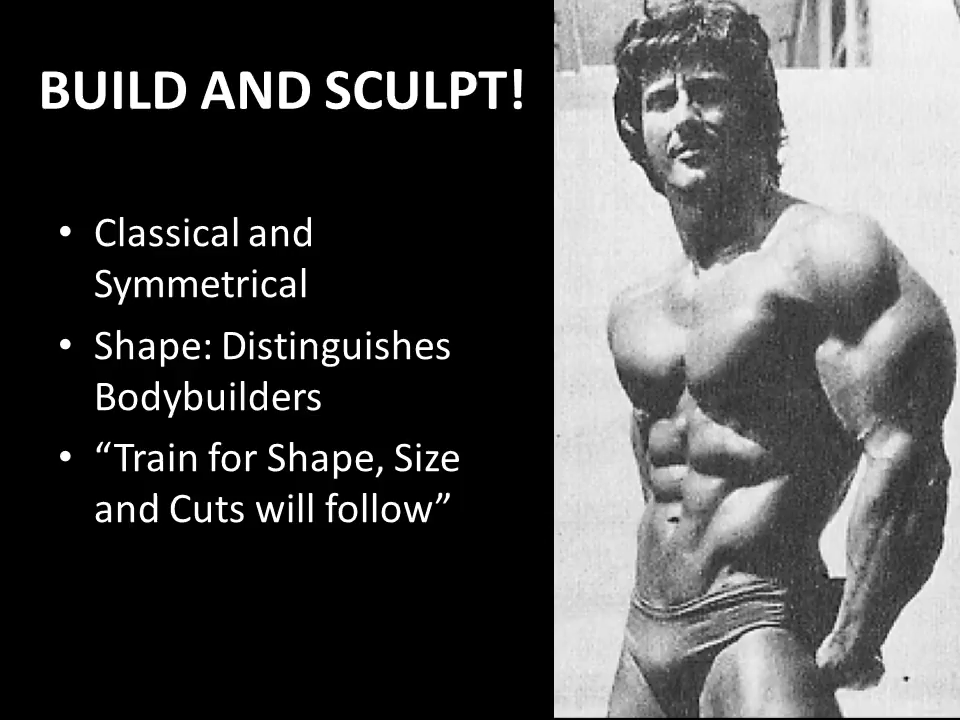 BUILD AND SCULPT!
• Classical and
Symmetrical
• Shape: Distinguishes
Bodybuilders
• “Train for Shape, Size
and Cuts will follow”